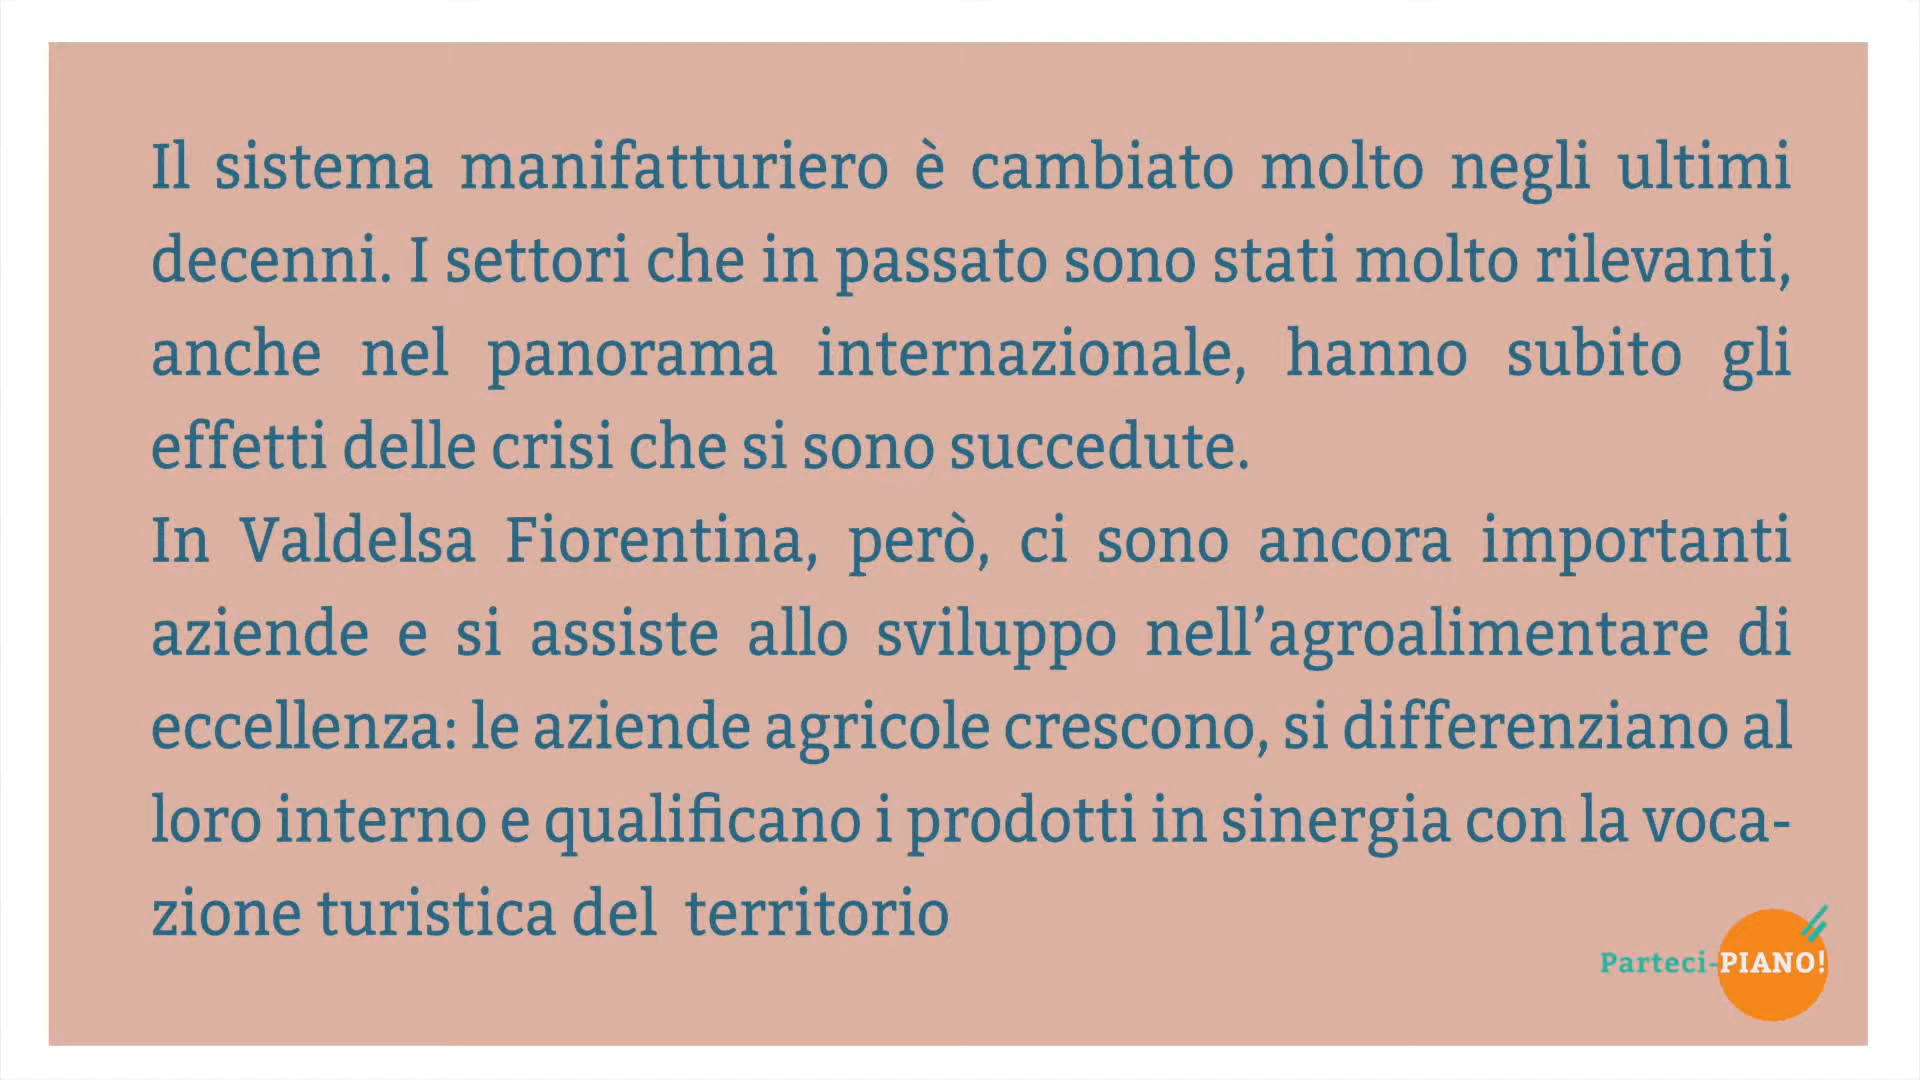 Il sistema manifatturiero è cambiato molto negli ultimi
decenni. I settori che in passato sono stati molto rilevanti,
anche nel panorama internazionale, hanno subito gli
effetti delle crisi che si sono succedute.
In Valdelsa Fiorentina, però, ci sono ancora importanti
aziende e si assiste allo sviluppo nell’agroalimentare di
eccellenza: le aziende agricole crescono, si differenziano al
loro interno e qualificano i prodotti in sinergia con la voca-
zione turistica del territorio
Parteci-PIANO!